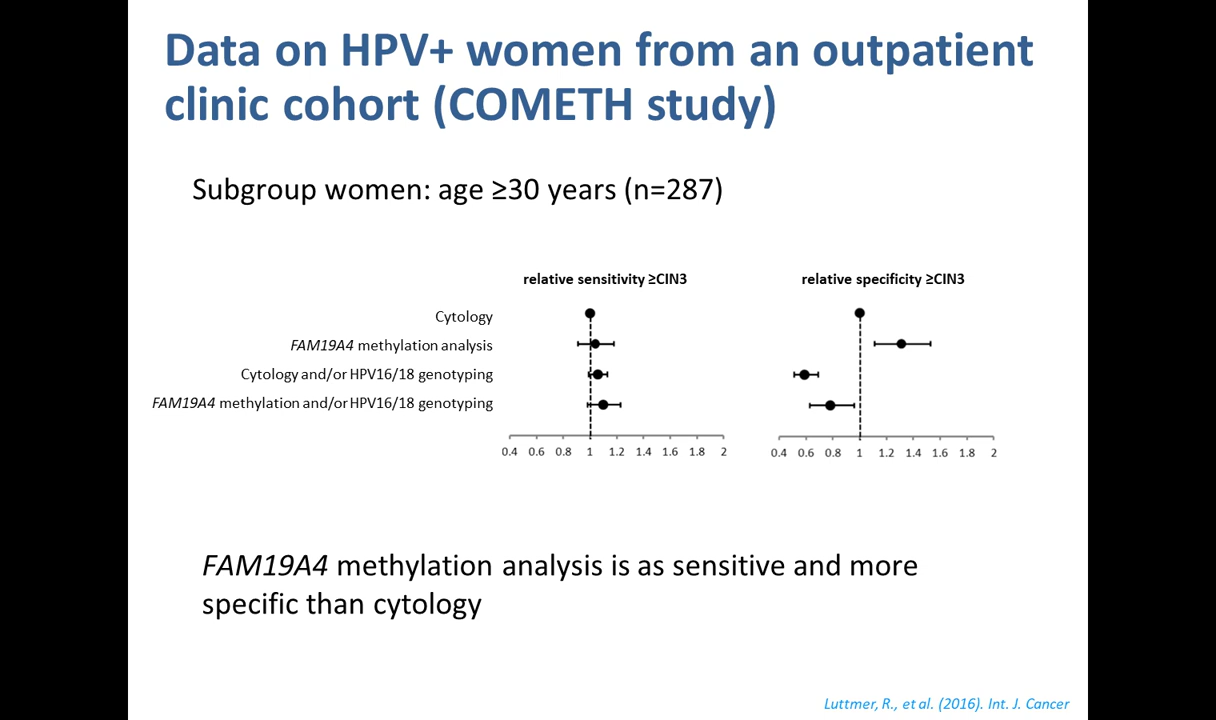 Data on HPV+ women from an outpatient
clinic cohort (COMETH study)
Subgroup women: age ≥30 years (n=287)
relative sensitivity ≥CIN3
relative specificity ≥CIN3
Cytology
FAM19A4 methylation analysis
Cytology and/or HPV16/18 genotyping
FAM19A4 methylation and/or HPV16/18 genotyping
0.4 0.6 0.8 1 1.2 1.4 1.6 1.8 2
0.4 0.6 0.8 1 1.2 1.4 1.6 1.8 2
FAM19A4 methylation analysis is as sensitive and more
specific than cytology
Luttmer, R., et al. (2016). Int. J. Cancer